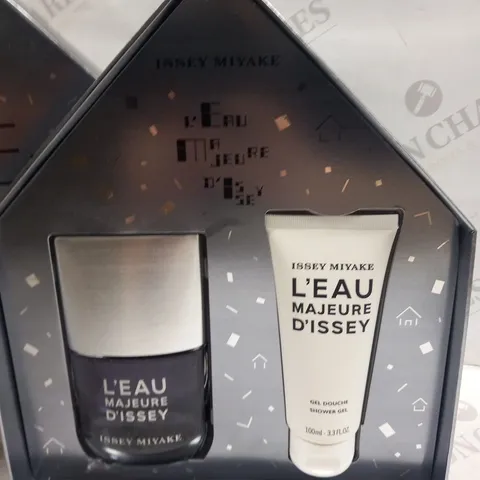 ISSEY MIYAKE
L'EAU
MAJEURE
D'ISSEY
L'EAU
MAJEURE
D'ISSEY
ISSEY MIYAKE
ISSEY MIYAKE
L'EAU
MAJEURE
D'ISSEY
GEL DOUCHE
SHOWER GEL
100ml · 3.3 FL.OZ.